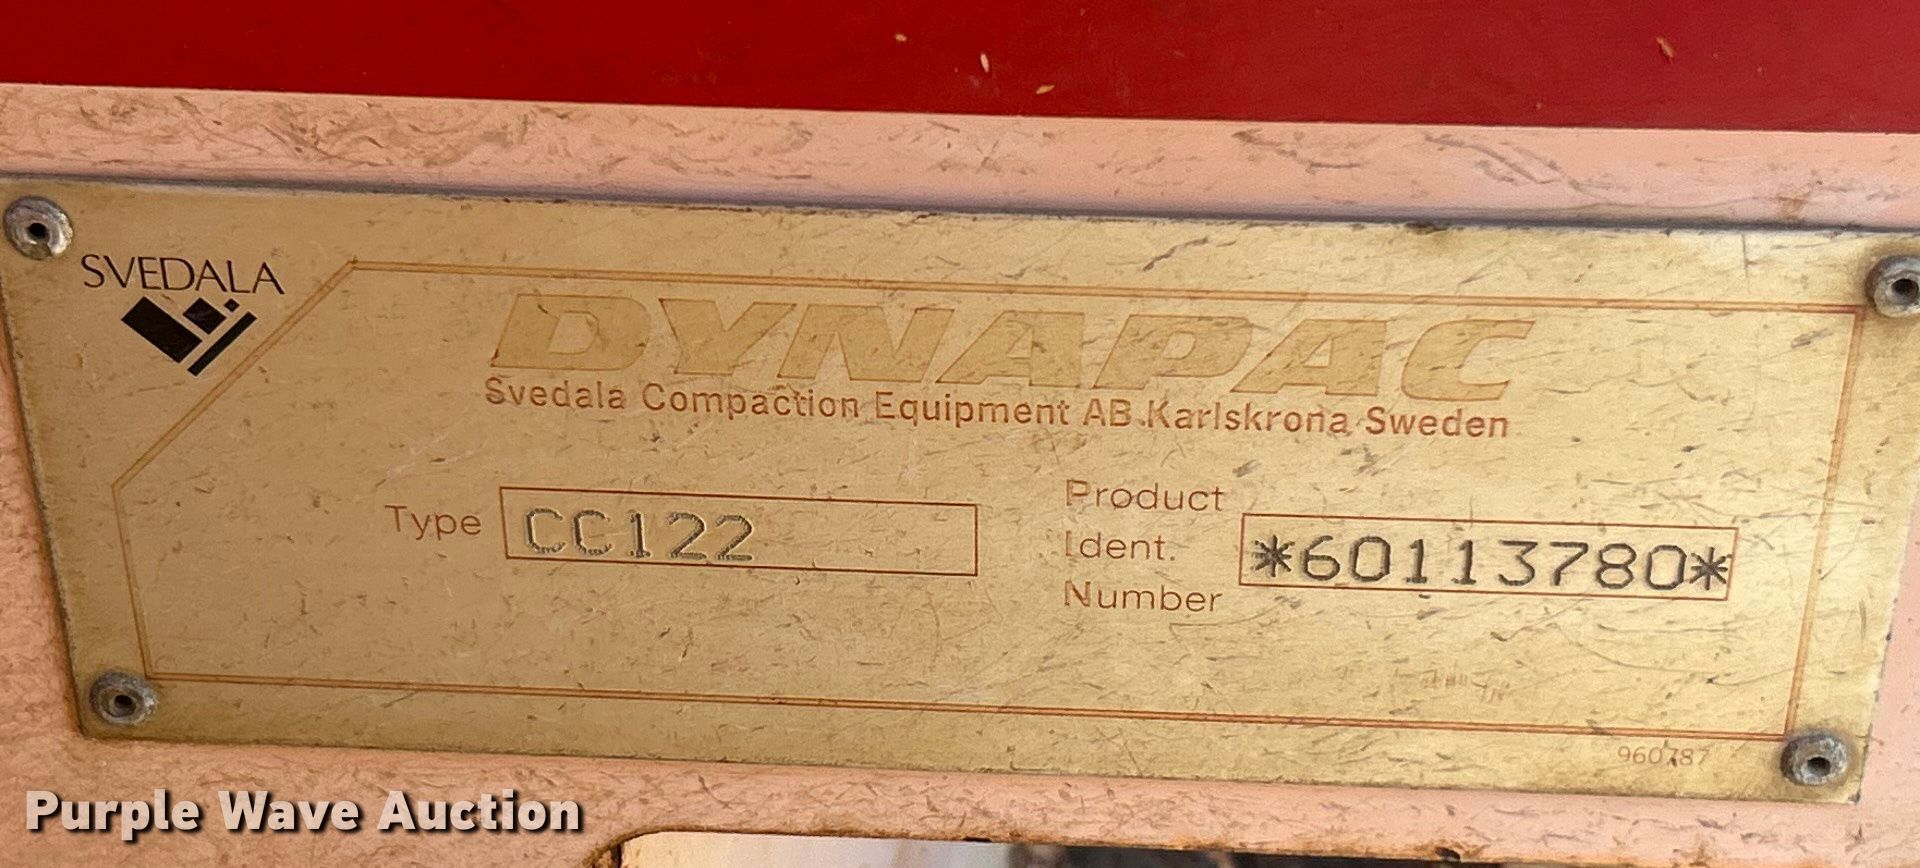 SVEDALA
DYNAPAC
Svedala Compaction Equipment AB Karlskrona Sweden
Type CC122
Product
Ident.
Number
*60113780*
960787
Purple Wave Auction